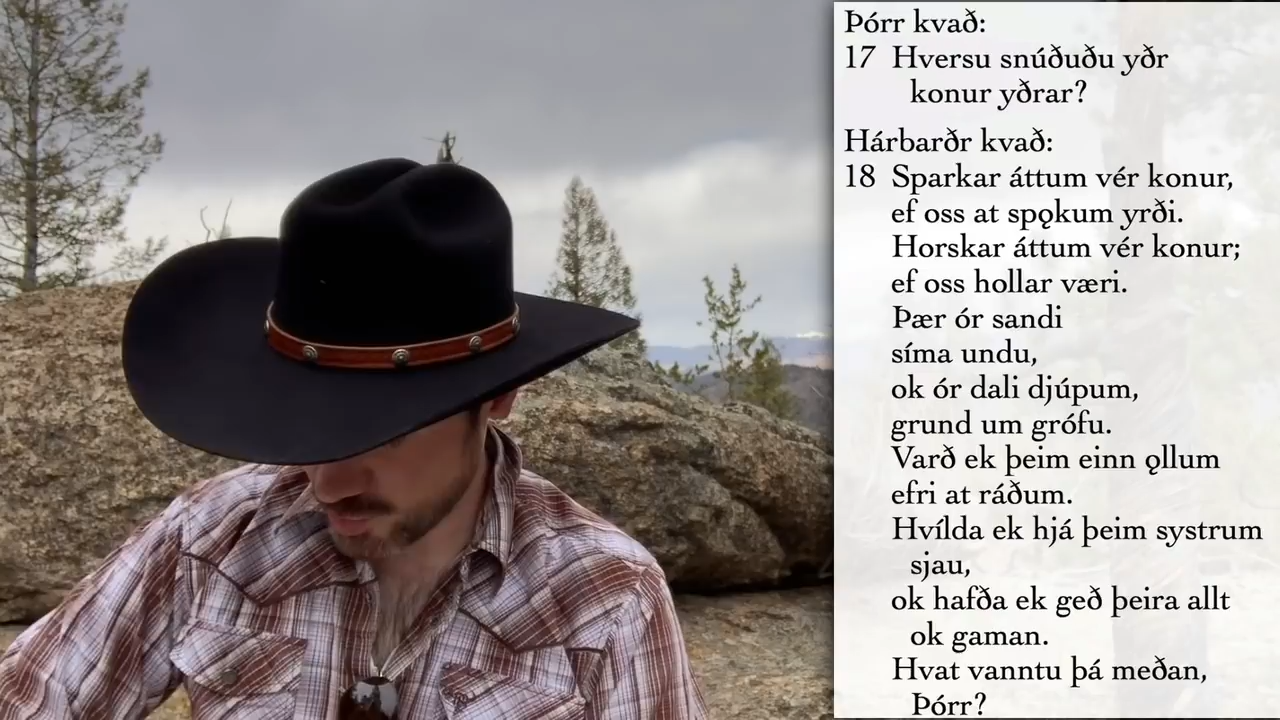 Þórr kvað:
17 Hversu snúðuðu yðr
konur yðrar?
Hárbarðr kvað:
18 Sparkar áttum vér konur,
ef oss at spǫkum yrði.
Horskar áttum vér konur;
ef oss hollar væri.
Þær ór sandi
síma undu,
ok ór dali djúpum,
grund um grófu.
Varð ek þeim einn ǫllum
efri at ráðum.
Hvílda ek hjá þeim systrum
sjau,
ok hafða ek geð þeira allt
ok gaman.
Hvat vanntu þá meðan,
Þórr?